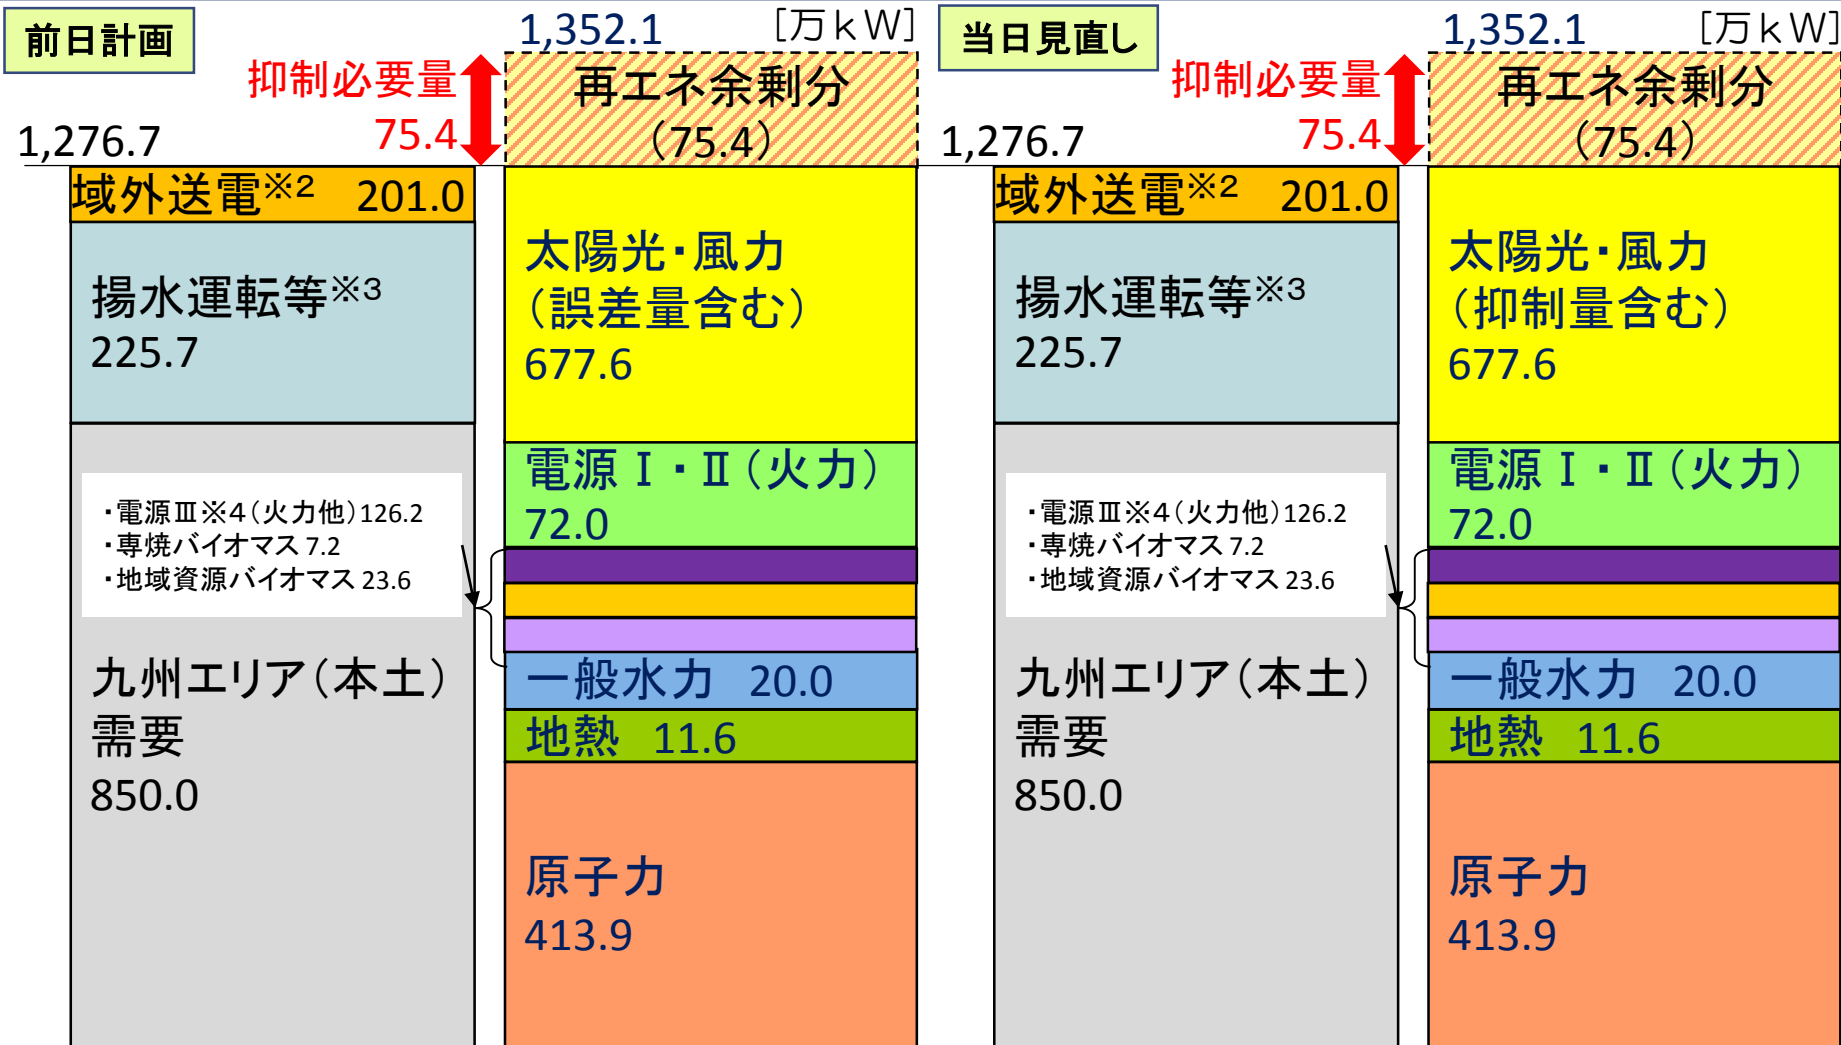 前日計画
1,352.1 [万kW]
抑制必要量
75.4
再エネ余剰分
(75.4)
1,276.7
域外送電※2 201.0
揚水運転等※3
225.7
太陽光・風力
(誤差量含む)
677.6
電源Ⅰ・Ⅱ(火力)
72.0
・電源Ⅲ※4(火力他)126.2
・専焼バイオマス 7.2
・地域資源バイオマス 23.6
一般水力 20.0
九州エリア(本土)
需要
850.0
地熱 11.6
原子力
413.9
当日見直し
1,352.1 [万kW]
抑制必要量
75.4
再エネ余剰分
(75.4)
1,276.7
域外送電※2 201.0
揚水運転等※3
225.7
太陽光・風力
(抑制量含む)
677.6
電源Ⅰ・Ⅱ(火力)
72.0
・電源Ⅲ※4(火力他)126.2
・専焼バイオマス 7.2
・地域資源バイオマス 23.6
一般水力 20.0
九州エリア(本土)
需要
850.0
地熱 11.6
原子力
413.9